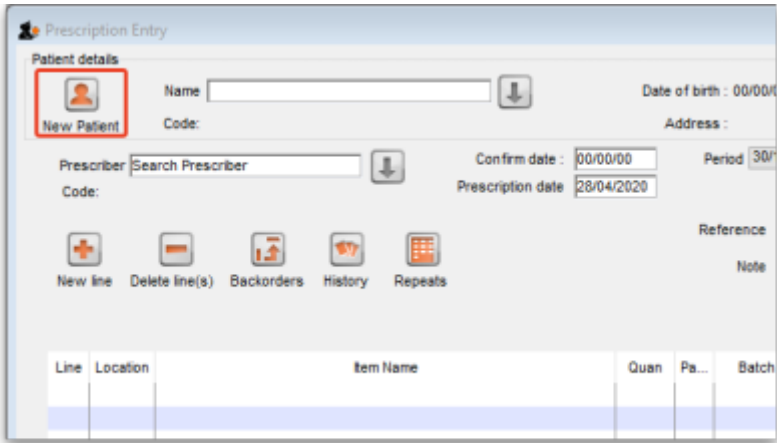 Prescription Entry
Patient details
Name
Date of birth : 00/00/0
New Patient
Code:
Address :
Prescriber Search Prescriber
Confirm date : 00/00/00
Period 30/
Code:
Prescription date 28/04/2020
Reference
Note
New line Delete line(s) Backorders History Repeats
Line Location Item Name Quan Pa... Batch